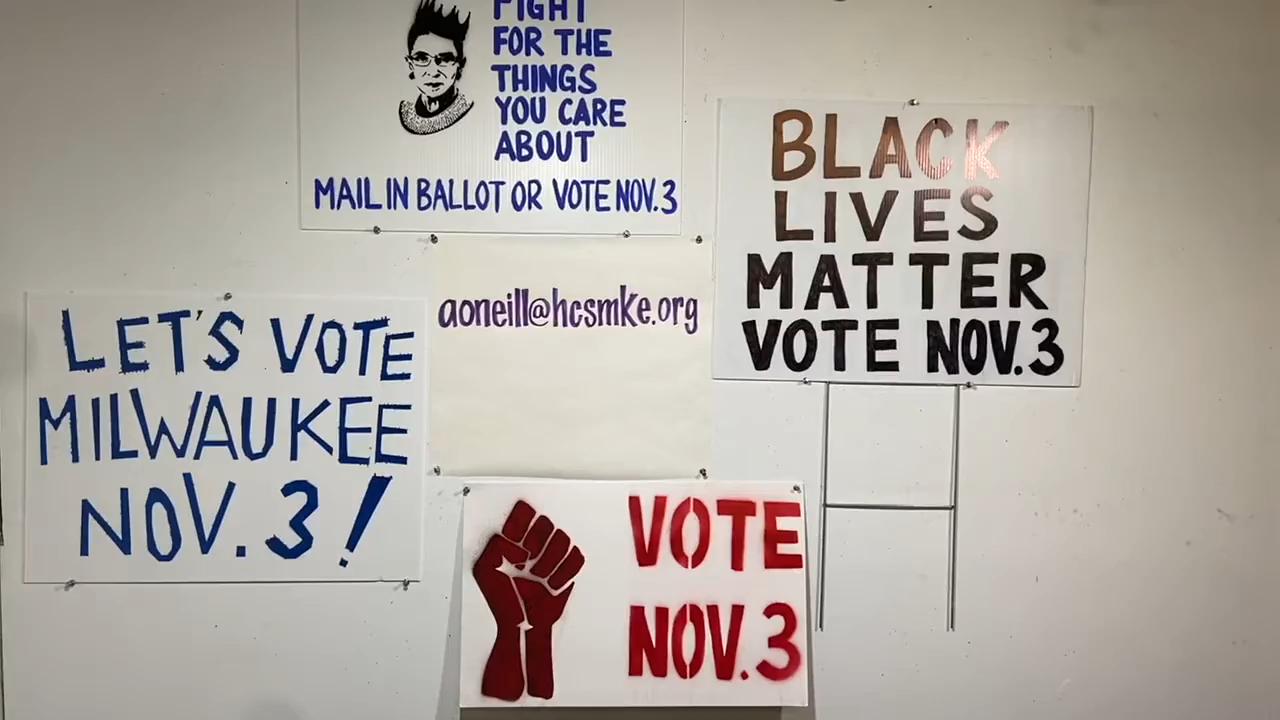 FIGHT
FOR THE
THINGS
YOU CARE
ABOUT
MAIL IN BALLOT OR VOTE NOV. 3
BLACK
LIVES
MATTER
VOTE NOV. 3
aoneill@hcsmke.org
LET'S VOTE
MILWAUKEE
NOV. 3!
VOTE
NOV. 3